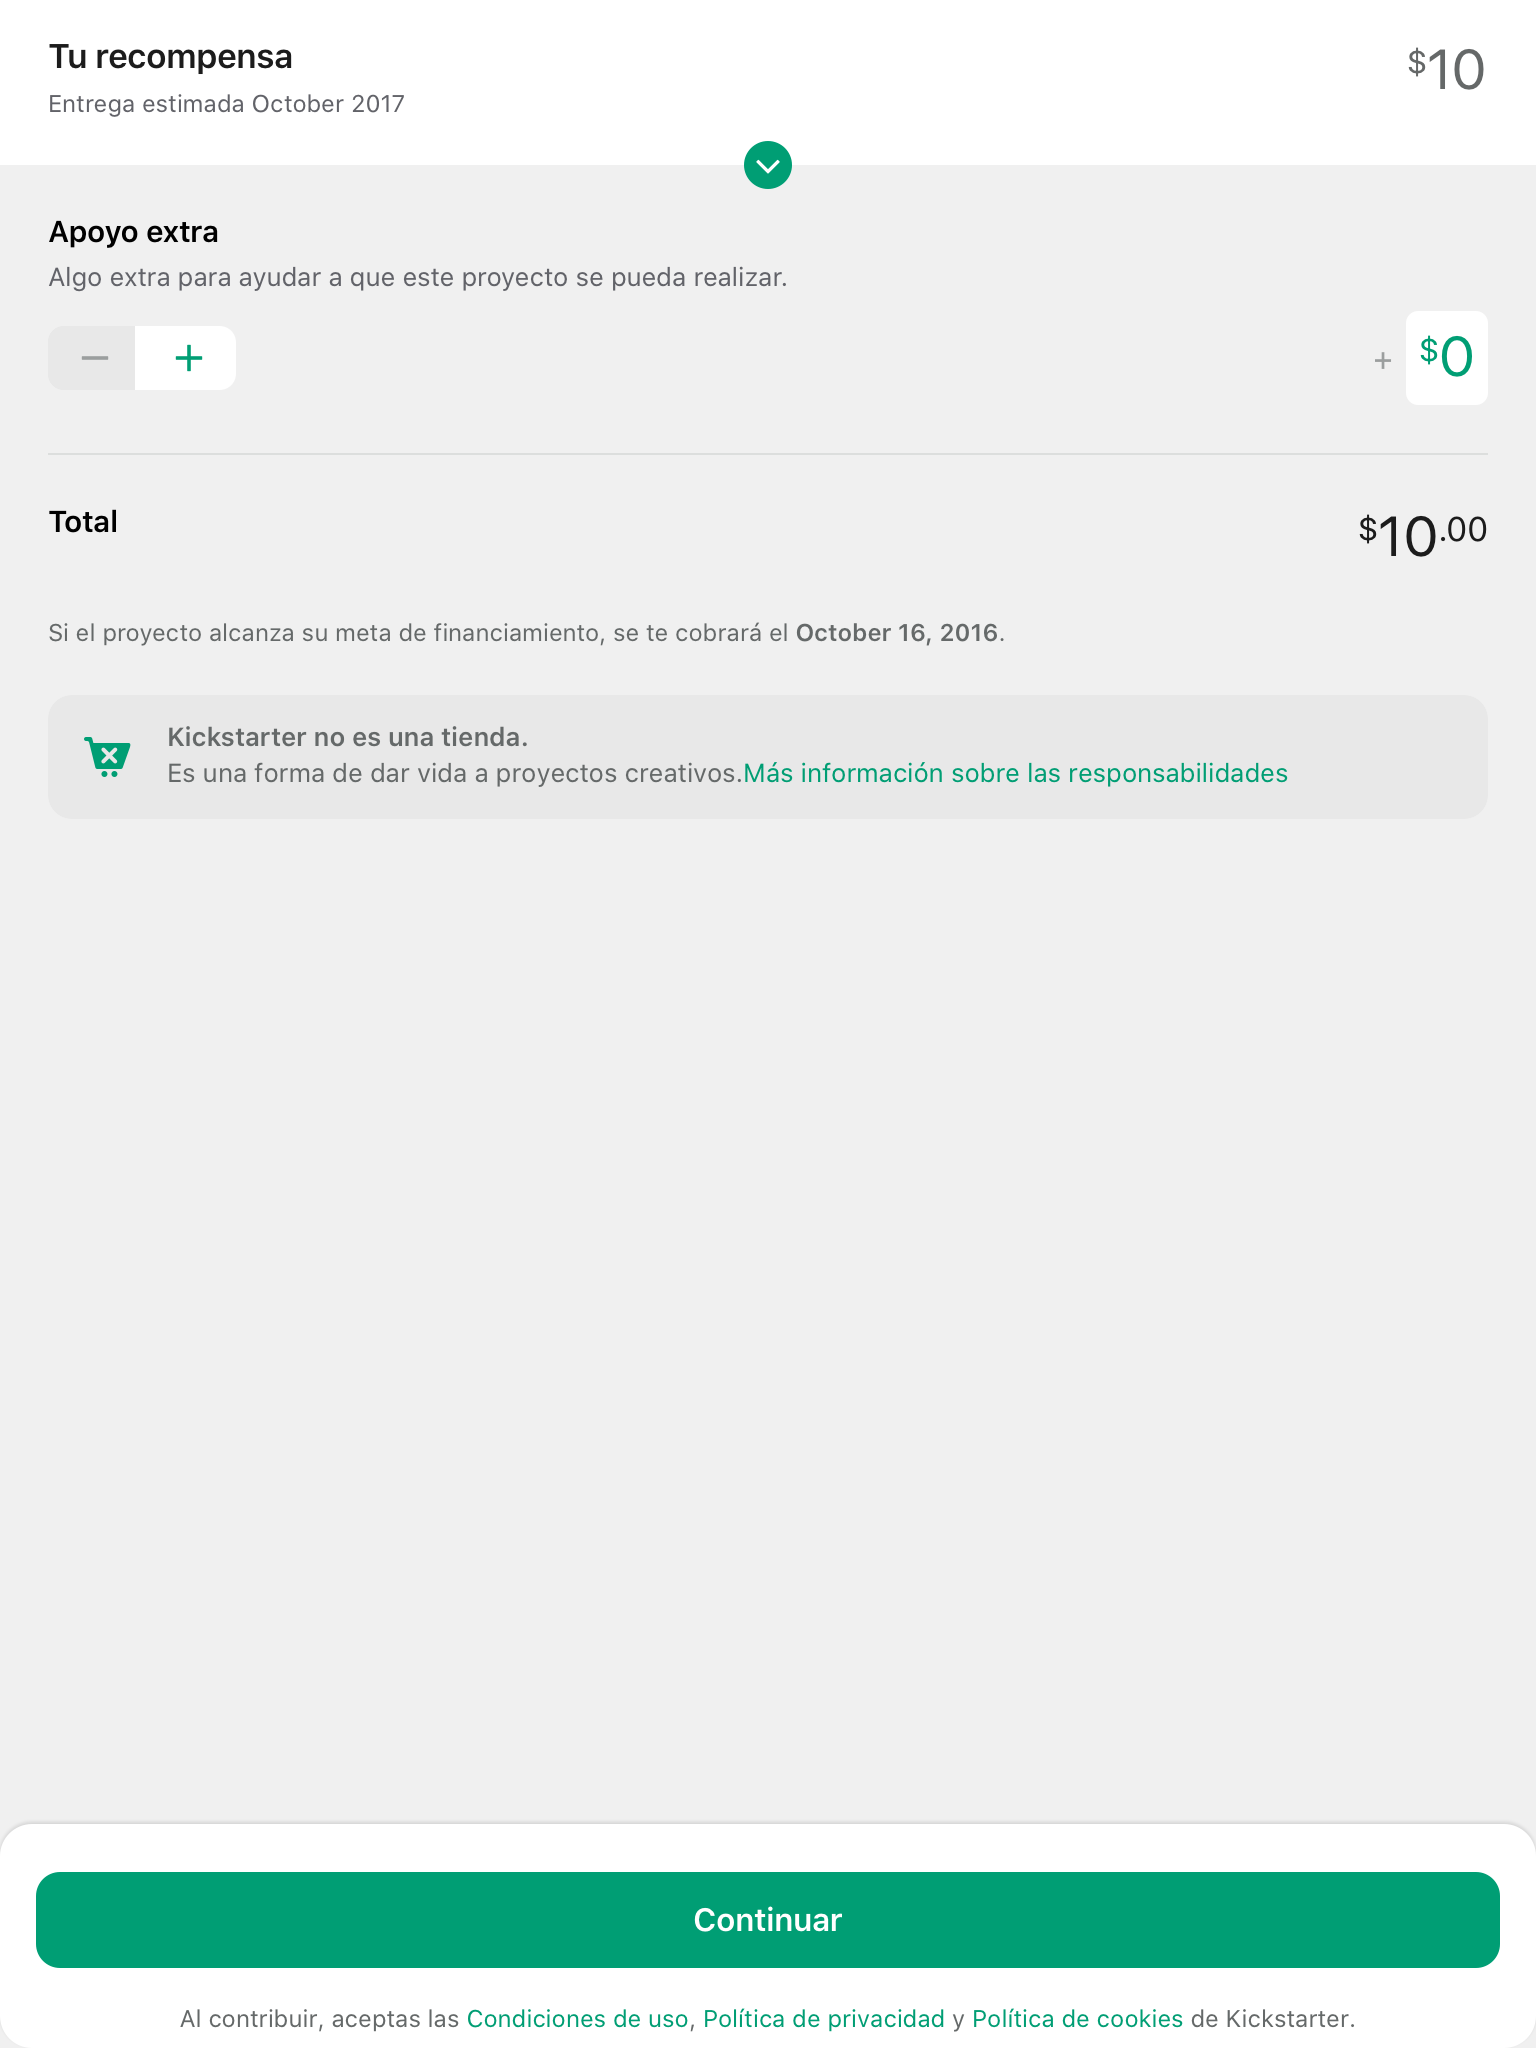 Tu recompensa
$10
Entrega estimada October 2017
Apoyo extra
Algo extra para ayudar a que este proyecto se pueda realizar.
+ $0
Total
$10.00
Si el proyecto alcanza su meta de financiamiento, se te cobrará el October 16, 2016.
Kickstarter no es una tienda.
Es una forma de dar vida a proyectos creativos.Más información sobre las responsabilidades
Continuar
Al contribuir, aceptas las Condiciones de uso, Política de privacidad y Política de cookies de Kickstarter.